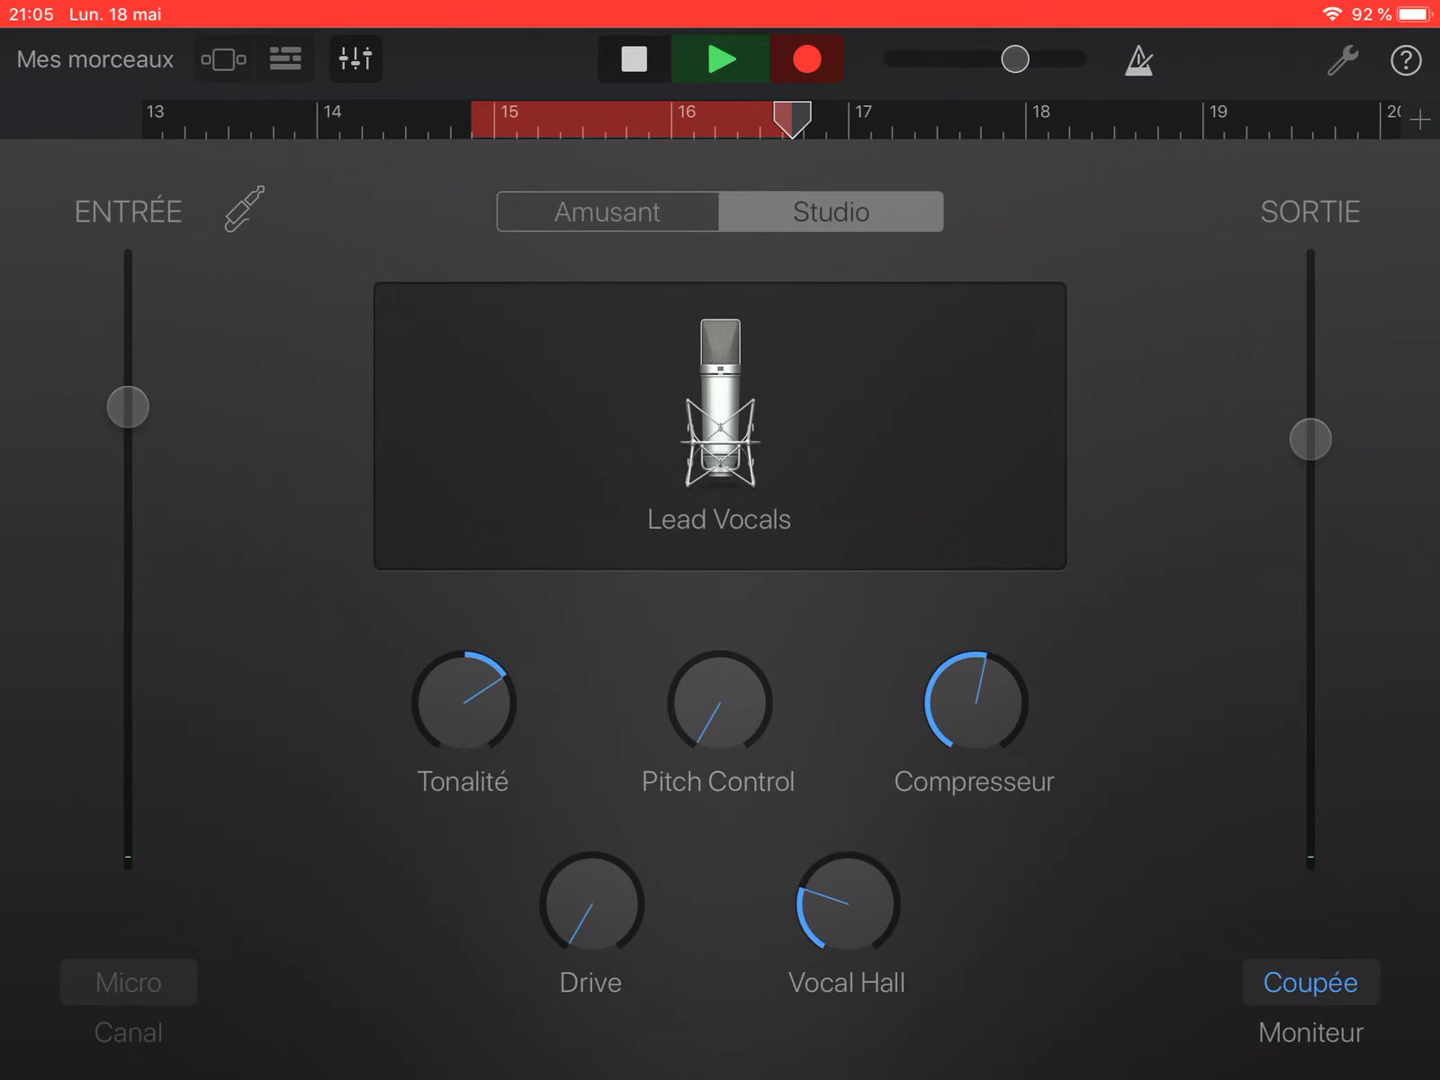 21:05 Lun. 18 mai 92 %
Mes morceaux ?
13 14 15 16 17 18 19
ENTRÉE Amusant Studio SORTIE
Lead Vocals
Tonalité Pitch Control Compresseur
Drive Vocal Hall
Micro Coupée
Canal Moniteur